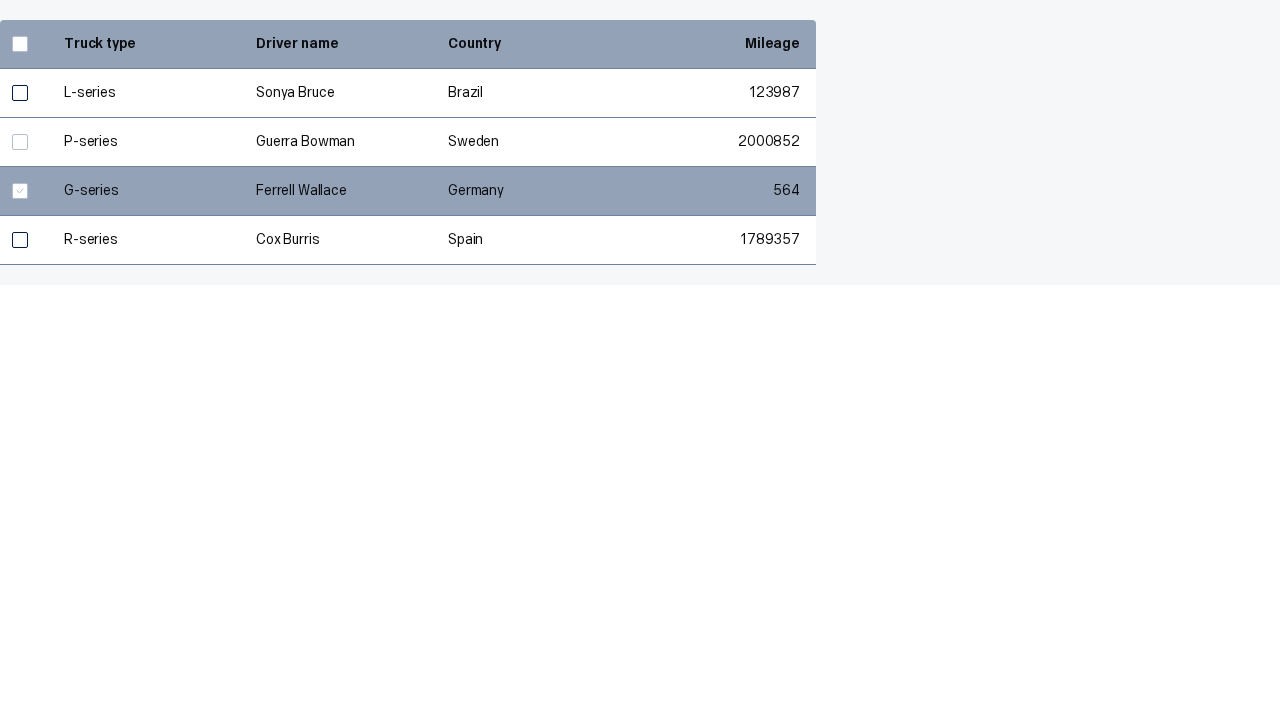 Truck type Driver name Country Mileage
L-series Sonya Bruce Brazil 123987
P-series Guerra Bowman Sweden 2000852
G-series Ferrell Wallace Germany 564
R-series Cox Burris Spain 1789357